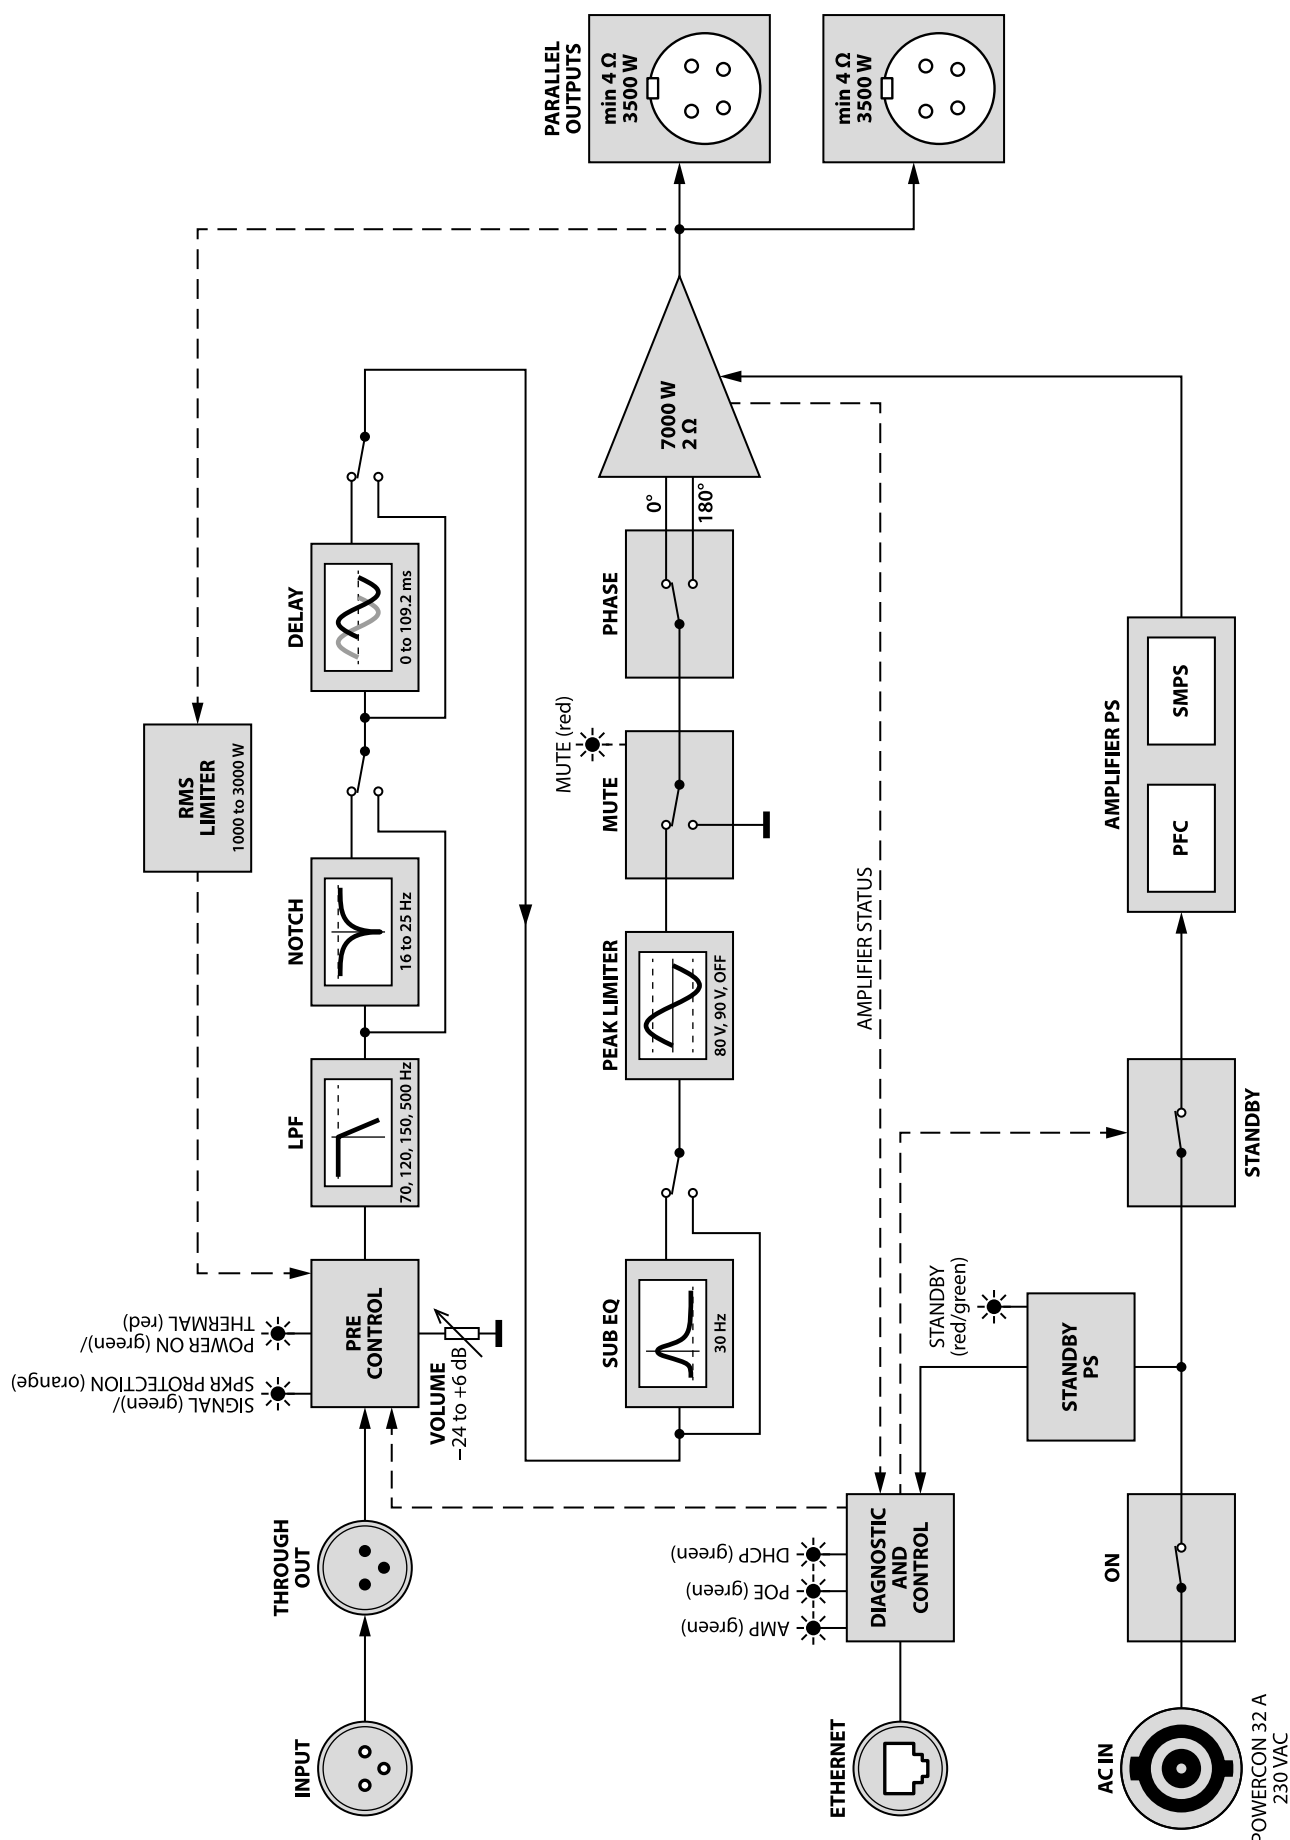 PARALLEL
OUTPUTS
min 4 Ω
3500 W
min 4 Ω
3500 W
7000 W
2 Ω
0°
180°
DELAY
0 to 109.2 ms
PHASE
RMS
LIMITER
1000 to 3000 W
NOTCH
16 to 25 Hz
MUTE (red)
MUTE
PEAK LIMITER
80 V, 90 V, OFF
LPF
70, 120, 150, 500 Hz
PRE
CONTROL
POWER ON (green)/
THERMAL (red)
SIGNAL (green)/
SPKR PROTECTION (orange)
VOLUME
–24 to +6 dB
SUB EQ
30 Hz
THROUGH
OUT
INPUT
AMPLIFIER STATUS
AMPLIFIER PS
SMPS
PFC
STANDBY
STANDBY
(red/green)
STANDBY
PS
DIAGNOSTIC
AND
CONTROL
DHCP (green)
POE (green)
AMP (green)
ETHERNET
ON
AC IN
POWERCON 32 A
230 VAC